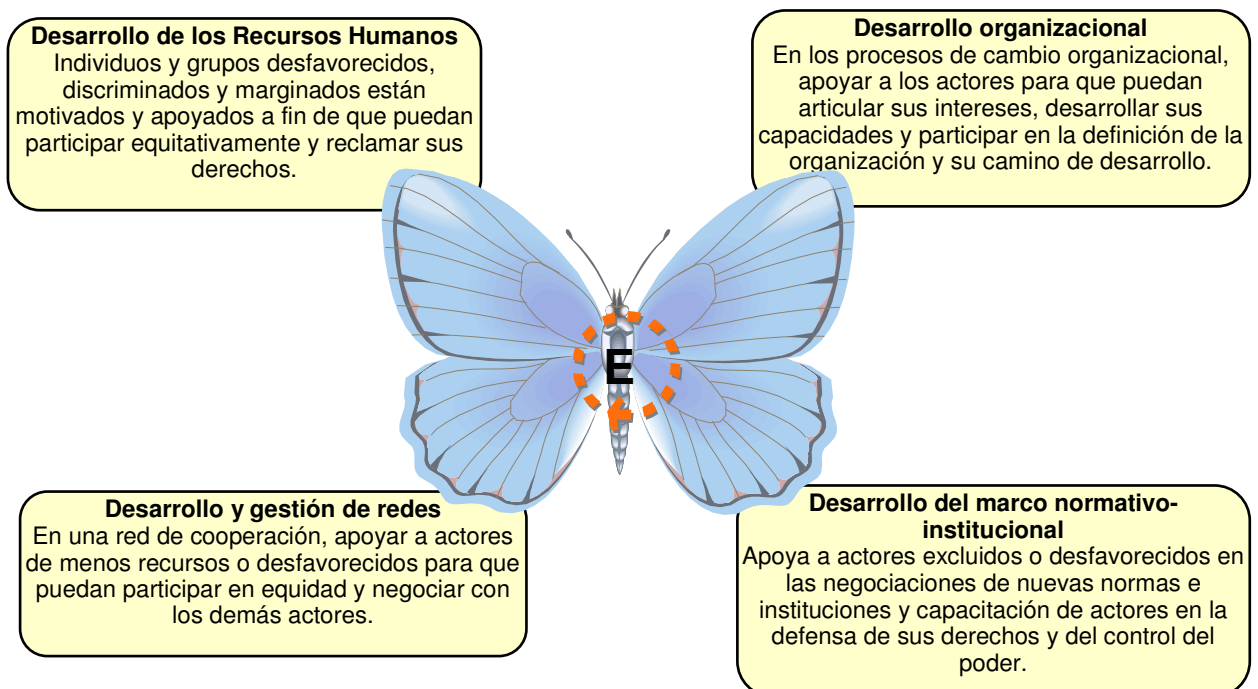 Desarrollo de los Recursos Humanos
Individuos y grupos desfavorecidos,
discriminados y marginados están
motivados y apoyados a fin de que puedan
participar equitativamente y reclamar sus
derechos.
Desarrollo organizacional
En los procesos de cambio organizacional,
apoyar a los actores para que puedan
articular sus intereses, desarrollar sus
capacidades y participar en la definición de la
organización y su camino de desarrollo.
E
Desarrollo y gestión de redes
En una red de cooperación, apoyar a actores
de menos recursos o desfavorecidos para que
puedan participar en equidad y negociar con
los demás actores.
Desarrollo del marco normativo-
institucional
Apoya a actores excluidos o desfavorecidos en
las negociaciones de nuevas normas e
instituciones y capacitación de actores en la
defensa de sus derechos y del control del
poder.